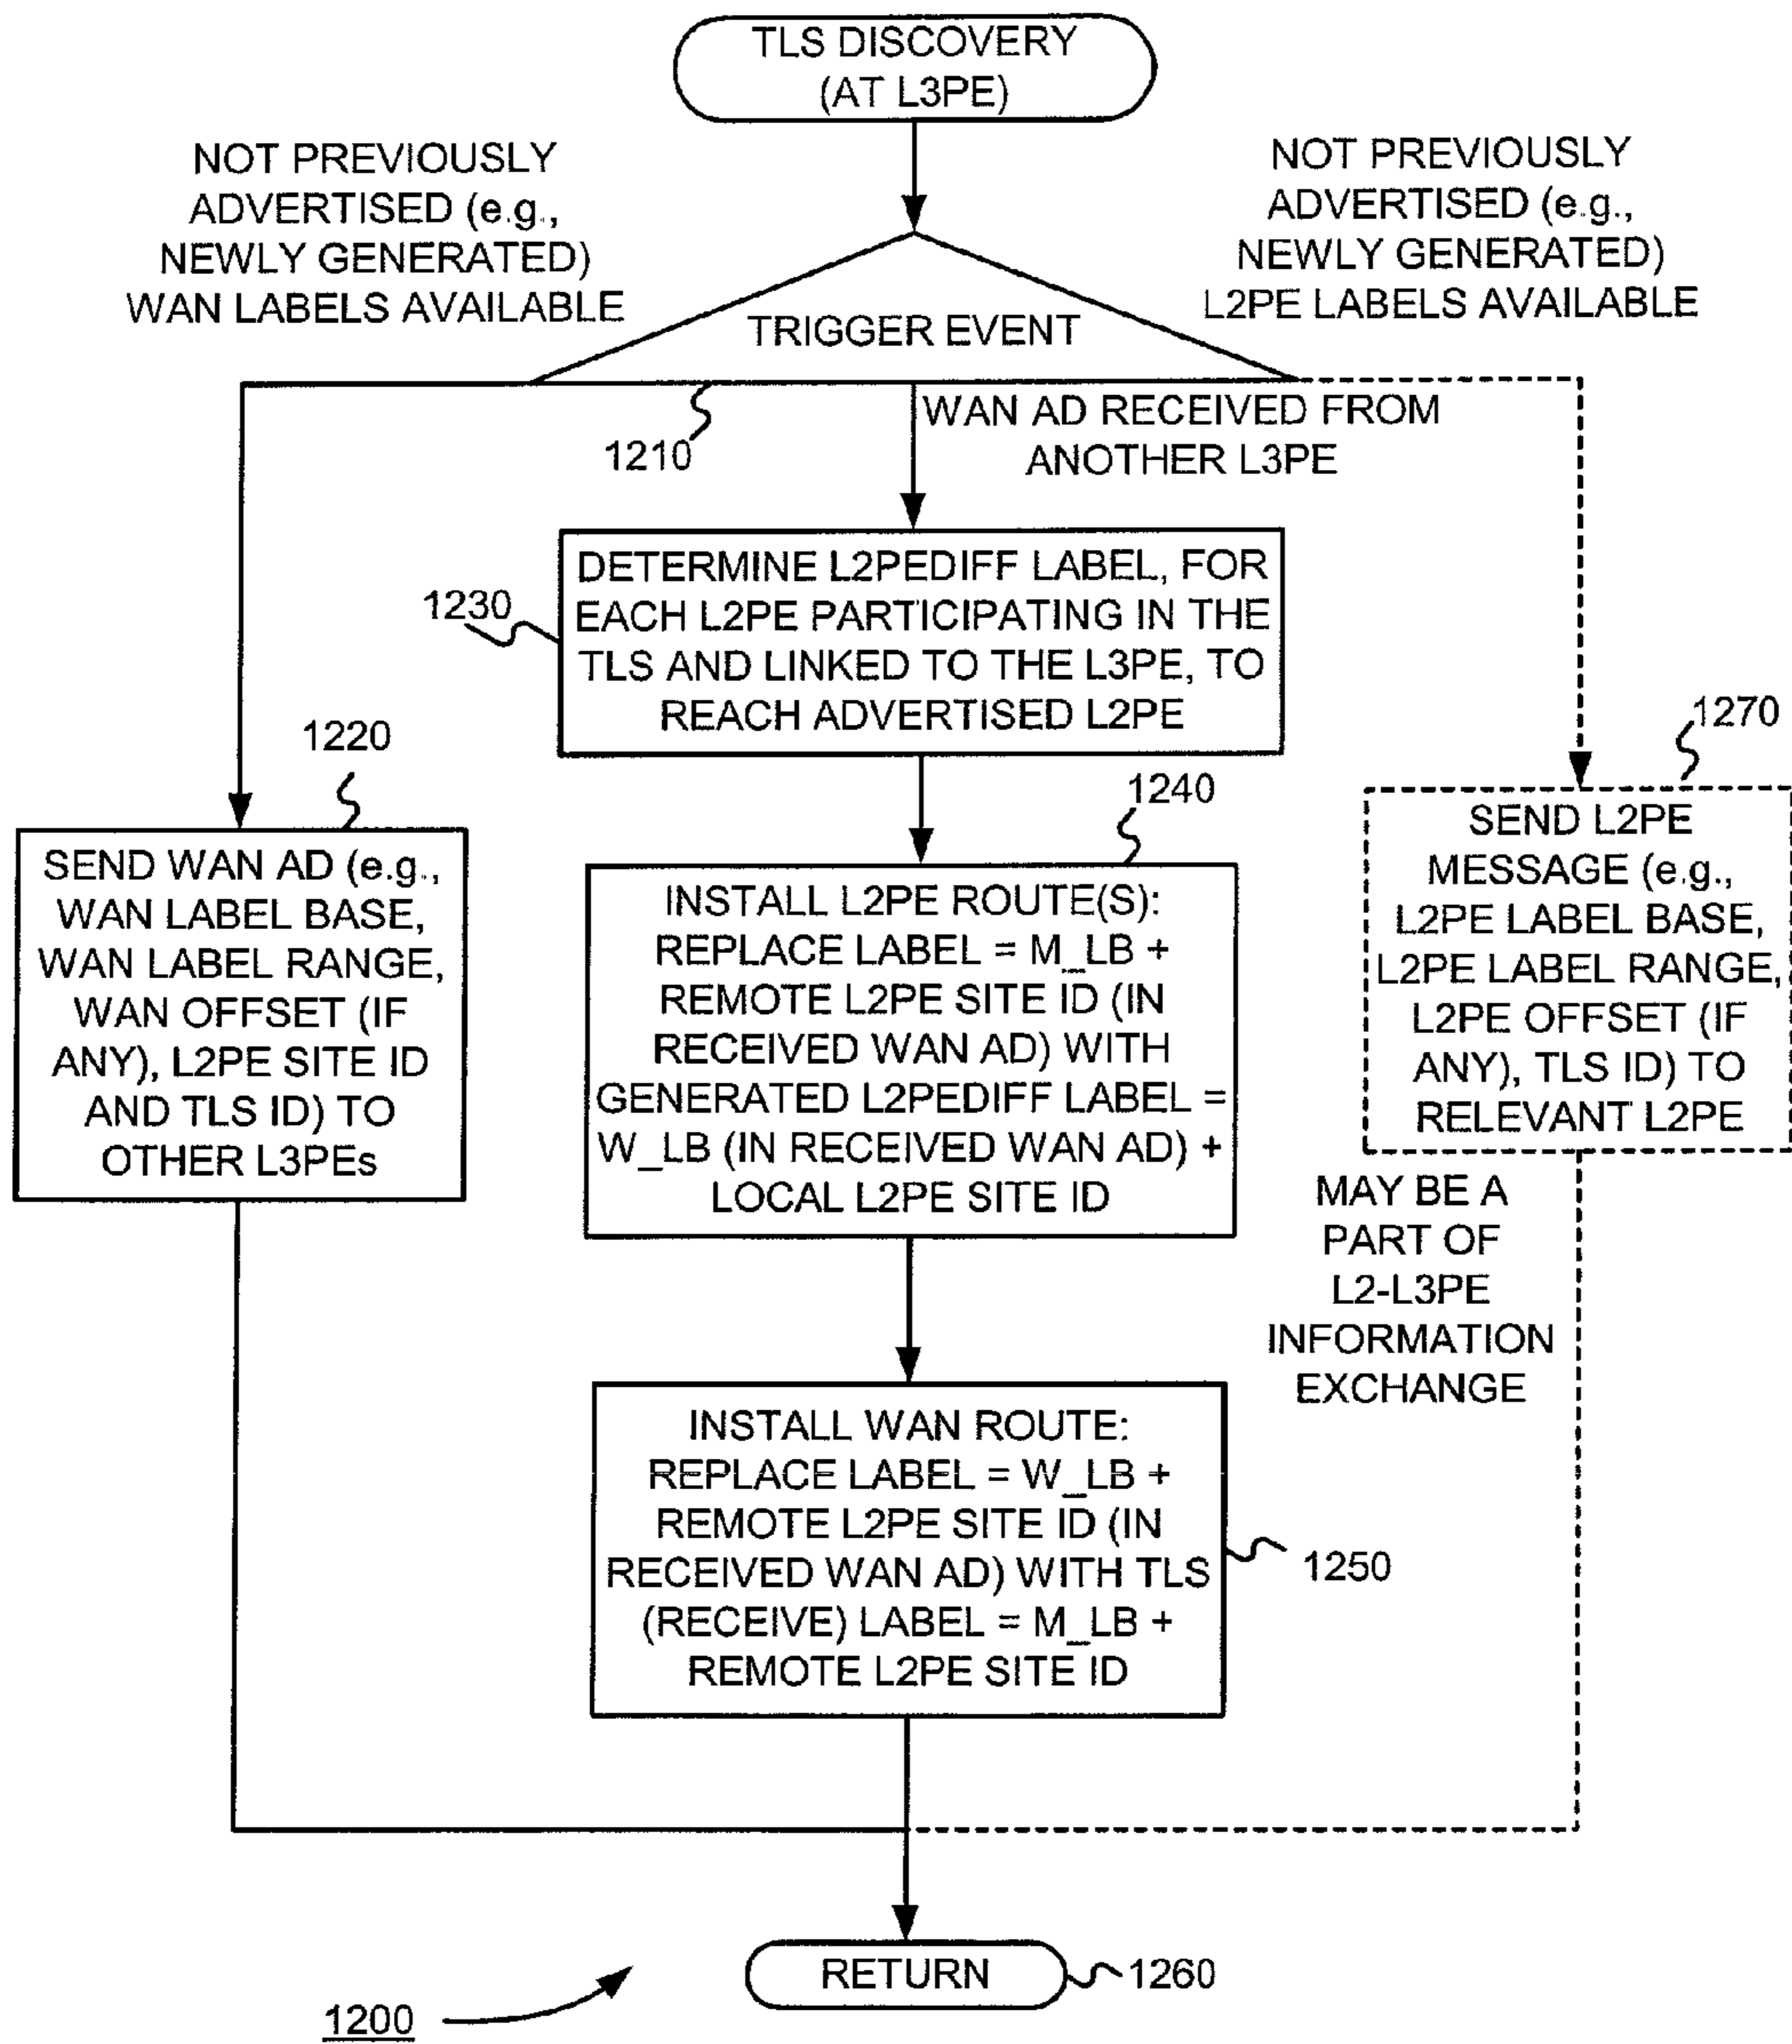 TLS DISCOVERY
(AT L3PE)
NOT PREVIOUSLY
ADVERTISED (e.g.,
NEWLY GENERATED)
WAN LABELS AVAILABLE
NOT PREVIOUSLY
ADVERTISED (e.g.,
NEWLY GENERATED)
L2PE LABELS AVAILABLE
TRIGGER EVENT
1210
WAN AD RECEIVED FROM
ANOTHER L3PE
1230
DETERMINE L2PEDIFF LABEL, FOR
EACH L2PE PARTICIPATING IN THE
TLS AND LINKED TO THE L3PE, TO
REACH ADVERTISED L2PE
1220
SEND WAN AD (e.g.,
WAN LABEL BASE,
WAN LABEL RANGE,
WAN OFFSET (IF
ANY), L2PE SITE ID
AND TLS ID) TO
OTHER L3PEs
1240
INSTALL L2PE ROUTE(S):
REPLACE LABEL = M_LB +
REMOTE L2PE SITE ID (IN
RECEIVED WAN AD) WITH
GENERATED L2PEDIFF LABEL =
W_LB (IN RECEIVED WAN AD) +
LOCAL L2PE SITE ID
1270
SEND L2PE
MESSAGE (e.g.,
L2PE LABEL BASE,
L2PE LABEL RANGE,
L2PE OFFSET (IF
ANY), TLS ID) TO
RELEVANT L2PE
MAY BE A
PART OF
L2-L3PE
INFORMATION
EXCHANGE
INSTALL WAN ROUTE:
REPLACE LABEL = W_LB +
REMOTE L2PE SITE ID (IN
RECEIVED WAN AD) WITH TLS
(RECEIVE) LABEL = M_LB +
REMOTE L2PE SITE ID
1250
RETURN
1260
1200